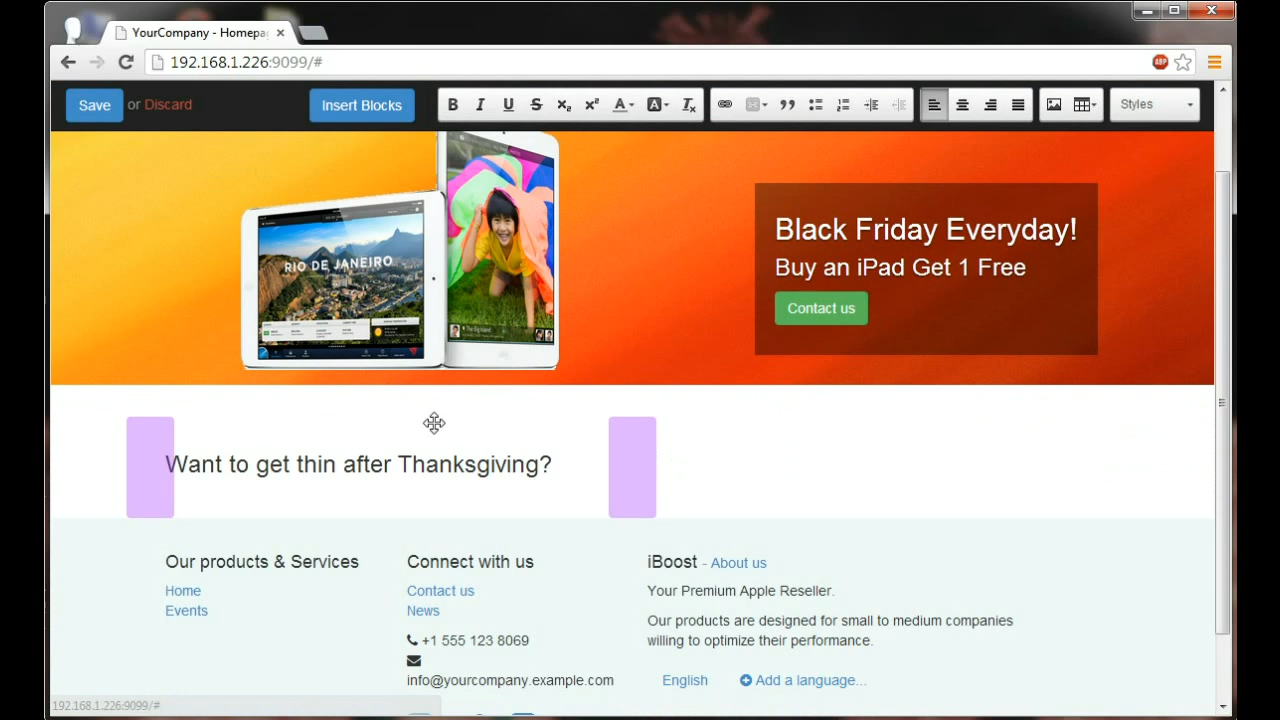 YourCompany - Homepa
192.168.1.226:9099/#
ABP
Save or Discard
Insert Blocks
Styles
RIO DE JANEIRO
Black Friday Everyday!
Buy an iPad Get 1 Free
Contact us
Want to get thin after Thanksgiving?
Our products & Services
Home
Events
Connect with us
Contact us
News
+1 555 123 8069
info@yourcompany.example.com
iBoost - About us
Your Premium Apple Reseller.
Our products are designed for small to medium companies
willing to optimize their performance.
English
Add a language...
192.168.1.226:9099/#